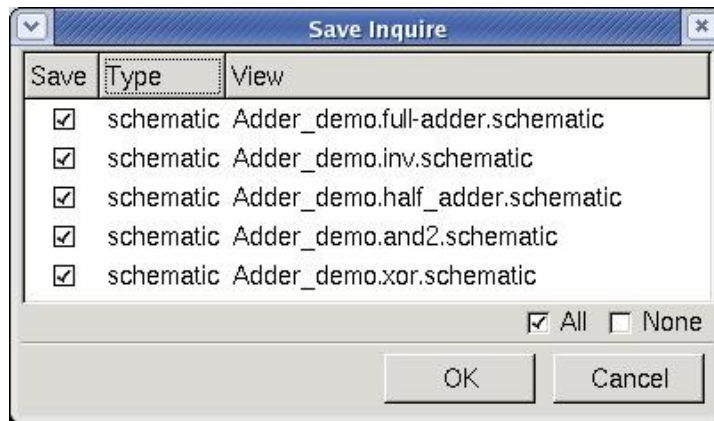 Save Inquire
Save Type View
schematic Adder_demo.full-adder.schematic
schematic Adder_demo.inv.schematic
schematic Adder_demo.half_adder.schematic
schematic Adder_demo.and2.schematic
schematic Adder_demo.xor.schematic
All None
OK Cancel